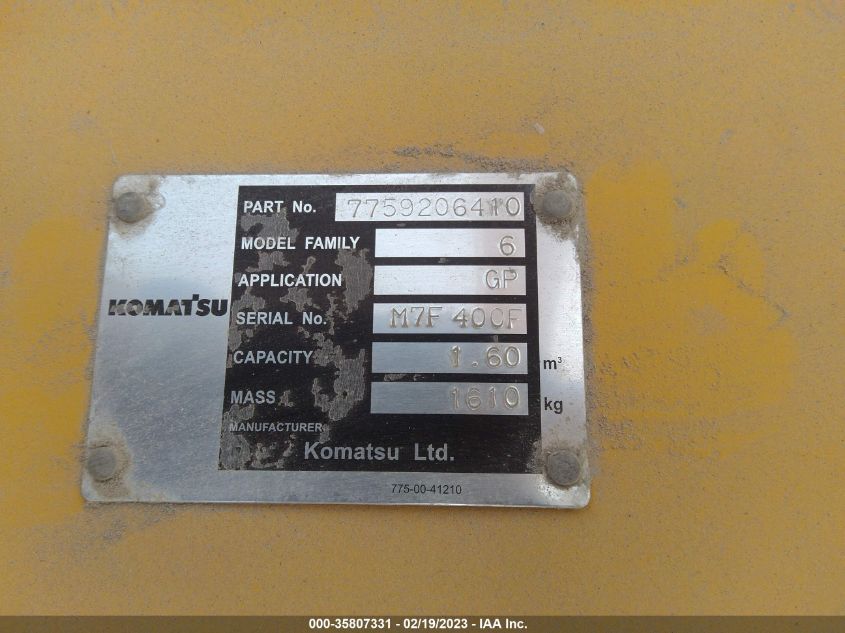 PART No. 7759206410
MODEL FAMILY 6
APPLICATION GP
KOMATSU
SERIAL No. M7F 400F
CAPACITY 1.60 m³
MASS 1610 kg
MANUFACTURER
Komatsu Ltd.
775-00-41210
000-35807331 - 02/19/2023 - IAA Inc.